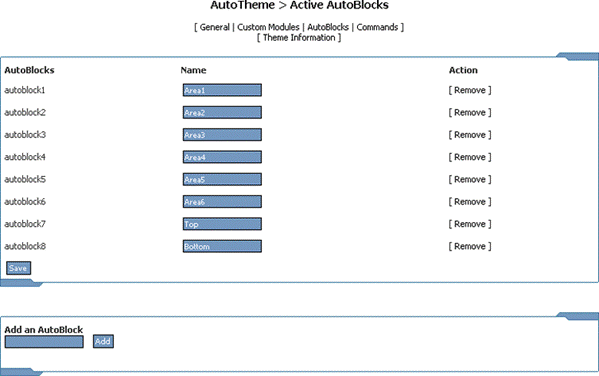 AutoTheme > Active AutoBlocks
[ General | Custom Modules | AutoBlocks | Commands ]
[ Theme Information ]
AutoBlocks Name Action
autoblock1 Area1 [ Remove ]
autoblock2 Area2 [ Remove ]
autoblock3 Area3 [ Remove ]
autoblock4 Area4 [ Remove ]
autoblock5 Area5 [ Remove ]
autoblock6 Area6 [ Remove ]
autoblock7 Top [ Remove ]
autoblock8 Bottom [ Remove ]
Save
Add an AutoBlock
Add